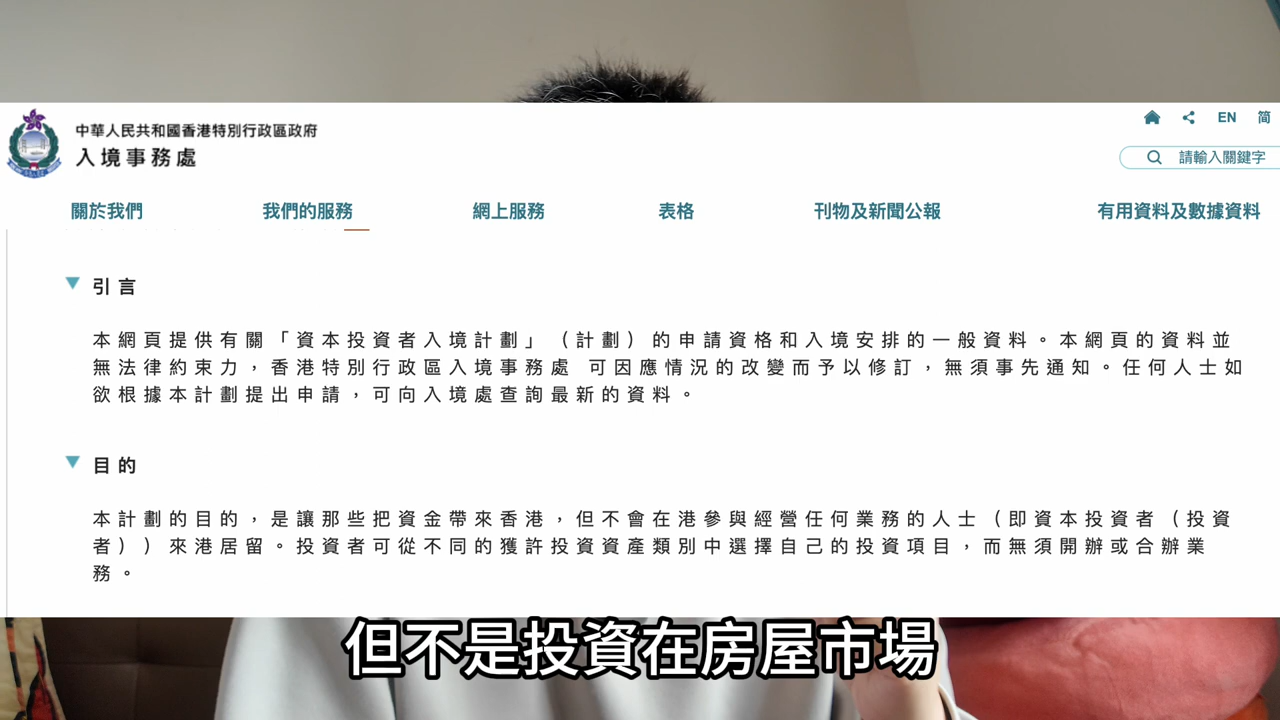 中華人民共和國香港特別行政區政府
入境事務處
EN
简
請輸入關鍵字
關於我們
我們的服務
網上服務
表格
刊物及新聞公報
有用資料及數據資料
引言
本網頁提供有關「資本投資者入境計劃」（計劃）的申請資格和入境安排的一般資料。本網頁的資料並
無法律約束力，香港特別行政區入境事務處 可因應情況的改變而予以修訂，無須事先通知。任何人士如
欲根據本計劃提出申請，可向入境處查詢最新的資料。
目的
本計劃的目的，是讓那些把資金帶來香港，但不會在港參與經營任何業務的人士（即資本投資者（投資
者））來港居留。投資者可從不同的獲許投資資產類別中選擇自己的投資項目，而無須開辦或合辦業
務。
但不是投資在房屋市場